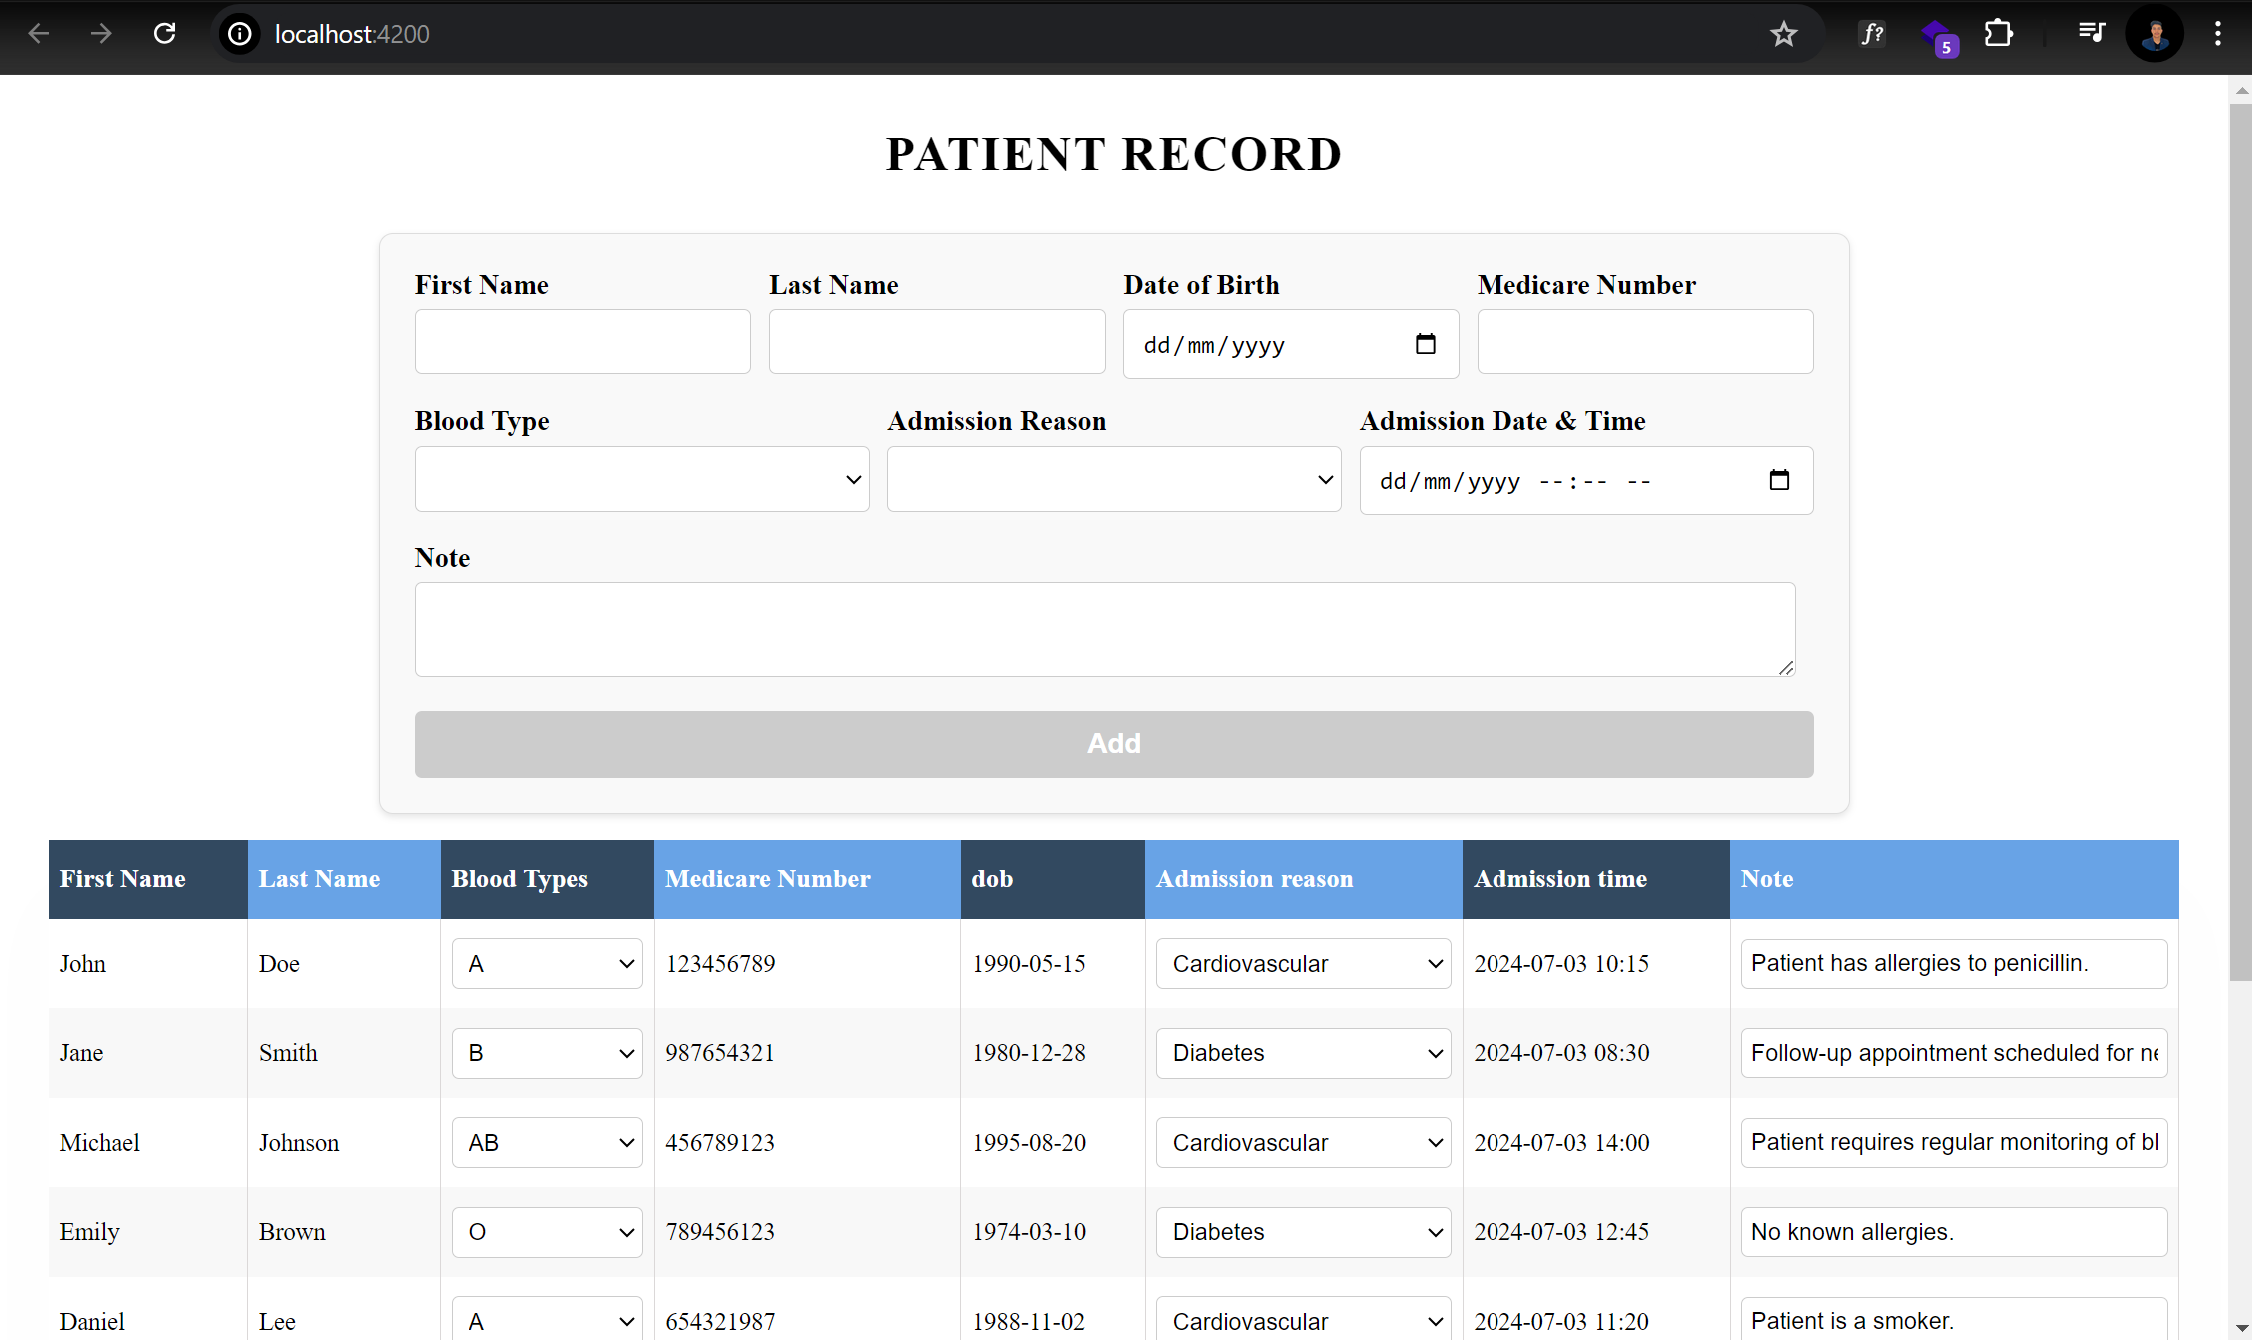 localhost:4200
f?
5
PATIENT RECORD
First Name Last Name Date of Birth Medicare Number
dd/mm/yyyy
Blood Type Admission Reason Admission Date & Time
dd/mm/yyyy --:-- --
Note
Add
First Name Last Name Blood Types Medicare Number dob Admission reason Admission time Note
John Doe A 123456789 1990-05-15 Cardiovascular 2024-07-03 10:15 Patient has allergies to penicillin.
Jane Smith B 987654321 1980-12-28 Diabetes 2024-07-03 08:30 Follow-up appointment scheduled for ne
Michael Johnson AB 456789123 1995-08-20 Cardiovascular 2024-07-03 14:00 Patient requires regular monitoring of bl
Emily Brown O 789456123 1974-03-10 Diabetes 2024-07-03 12:45 No known allergies.
Daniel Lee A 654321987 1988-11-02 Cardiovascular 2024-07-03 11:20 Patient is a smoker.